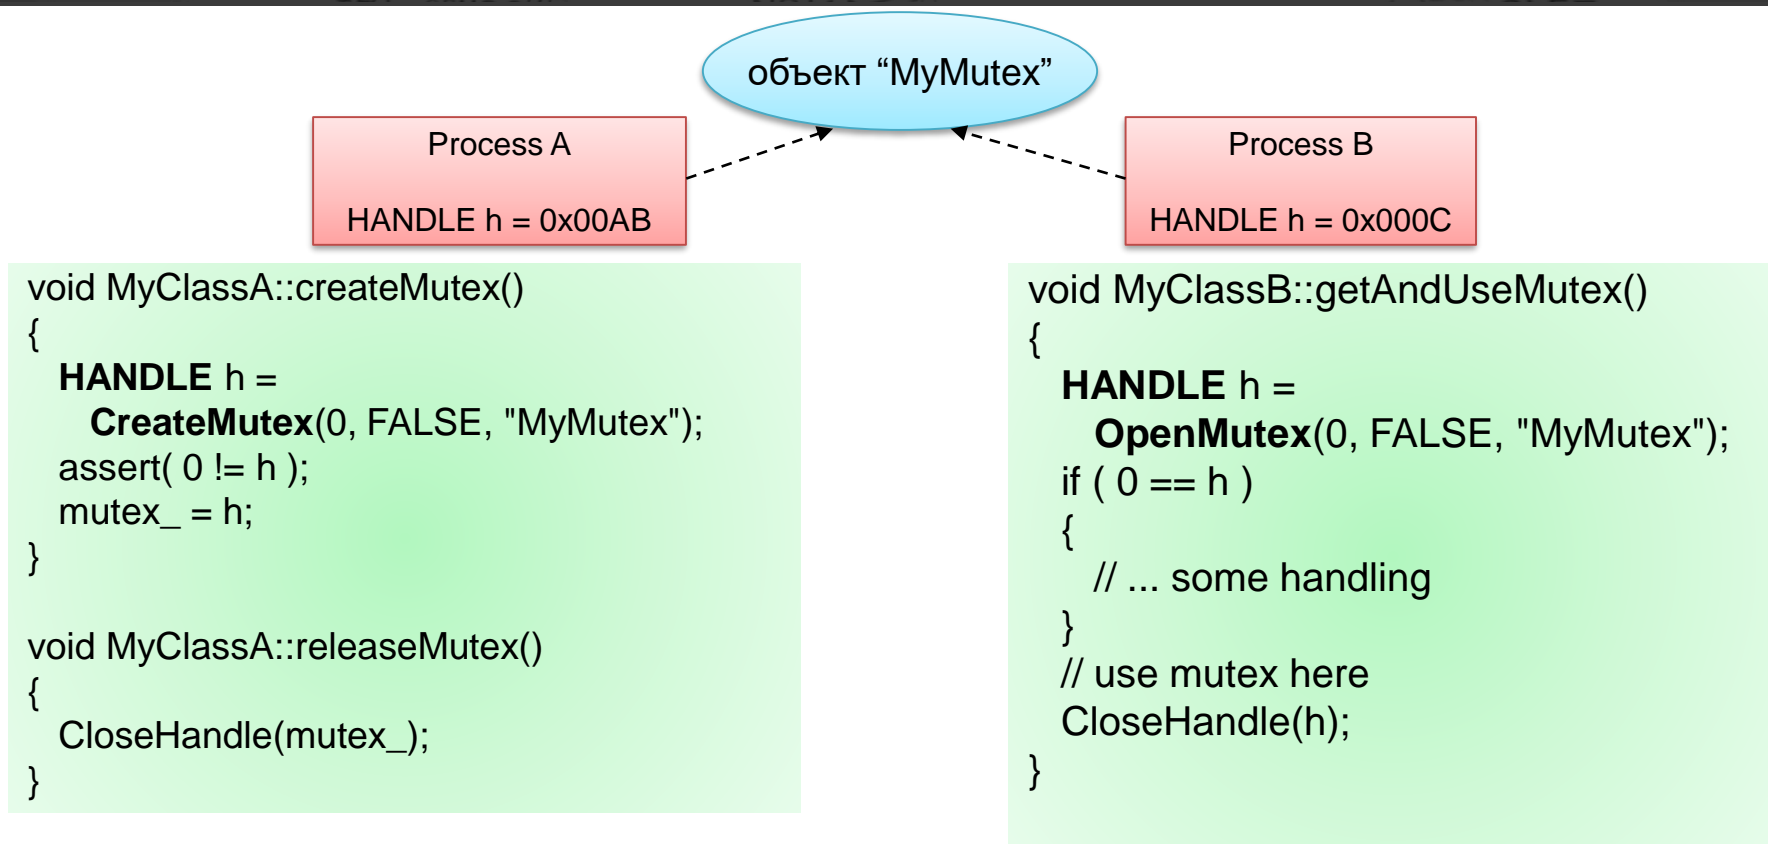 объект “MyMutex”
Process A
HANDLE h = 0x00AB
Process B
HANDLE h = 0x000C
void MyClassA::createMutex()
{
HANDLE h =
CreateMutex(0, FALSE, "MyMutex");
assert( 0 != h );
mutex_ = h;
}
void MyClassA::releaseMutex()
{
CloseHandle(mutex_);
}
void MyClassB::getAndUseMutex()
{
HANDLE h =
OpenMutex(0, FALSE, "MyMutex");
if ( 0 == h )
{
// ... some handling
}
// use mutex here
CloseHandle(h);
}